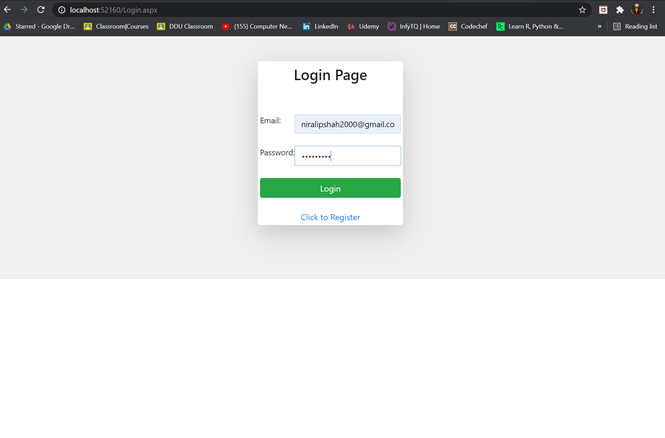 localhost:52160/Login.aspx
Starred - Google Dr... Classroom|Courses DDU Classroom (155) Computer Ne... LinkedIn Udemy InfyTQ | Home Codechef Learn R, Python &... » Reading list
Login Page
Email: niralipshah2000@gmail.co
Password: •••••••••
Login
Click to Register